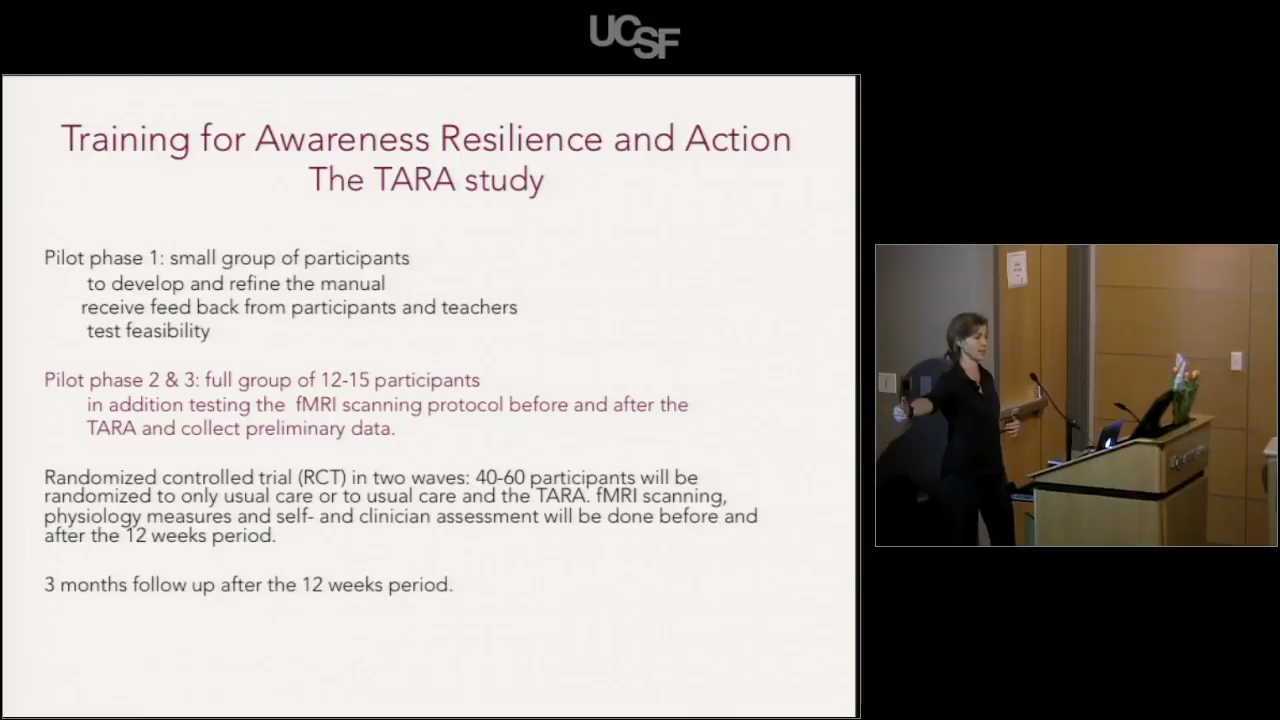 UCSF
Training for Awareness Resilience and Action
The TARA study
Pilot phase 1: small group of participants
to develop and refine the manual
receive feed back from participants and teachers
test feasibility
Pilot phase 2 & 3: full group of 12-15 participants
in addition testing the fMRI scanning protocol before and after the
TARA and collect preliminary data.
Randomized controlled trial (RCT) in two waves: 40-60 participants will be
randomized to only usual care or to usual care and the TARA. fMRI scanning,
physiology measures and self- and clinician assessment will be done before and
after the 12 weeks period.
3 months follow up after the 12 weeks period.